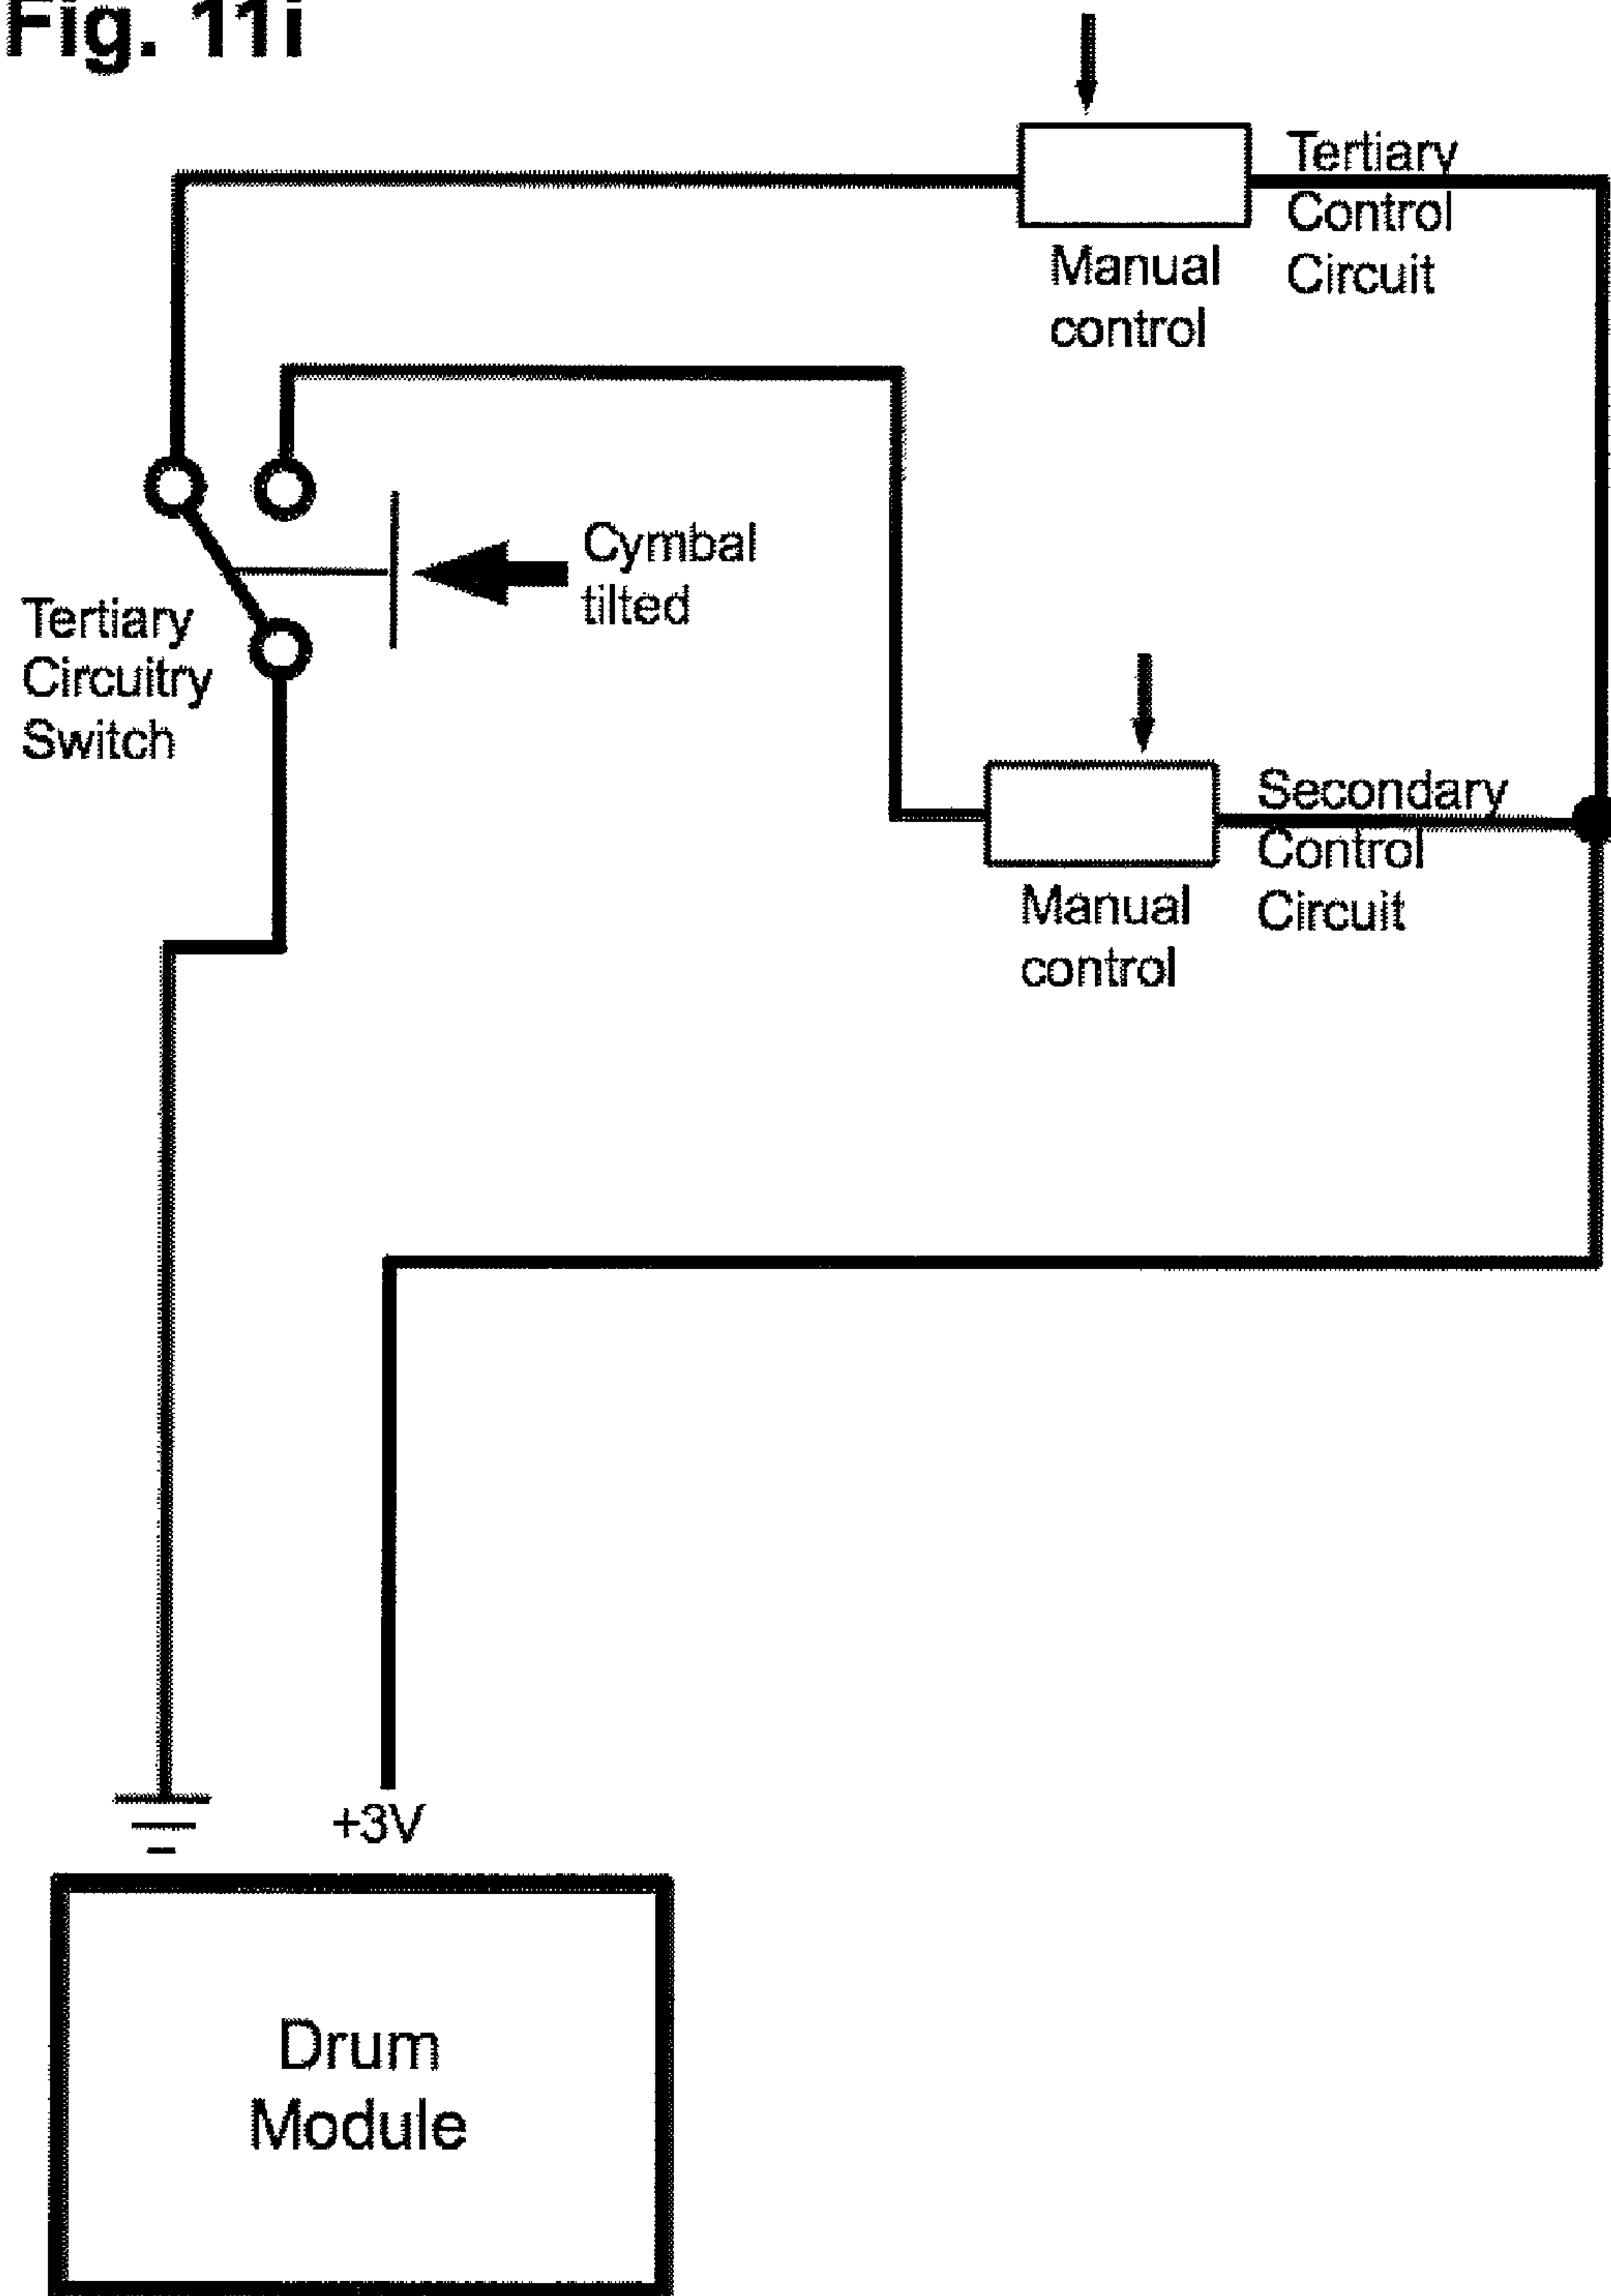 Fig. 11i
Tertiary
Control
Circuit
Manual
control
Cymbal
tilted
Tertiary
Circuitry
Switch
Secondary
Control
Circuit
Manual
control
+3V
Drum
Module